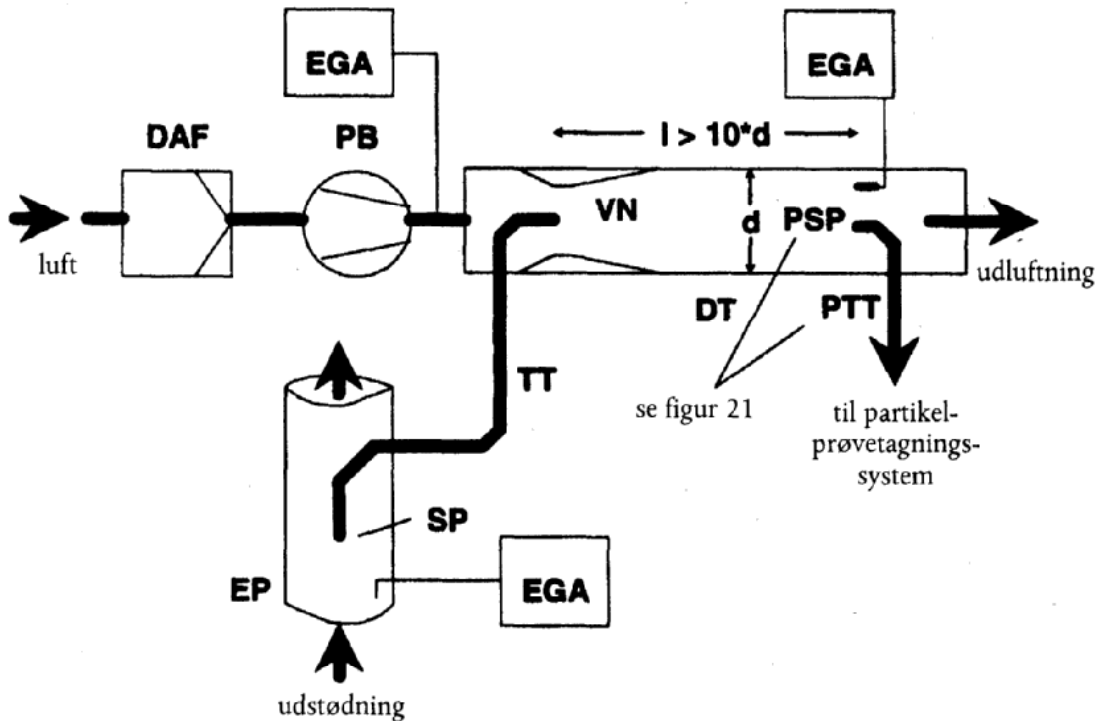 EGA
EGA
DAF
PB
l > 10*d
VN
d
PSP
luft
udluftning
DT
PTT
TT
se figur 21
til partikel-
prøvetagnings-
system
SP
EP
EGA
udstødning